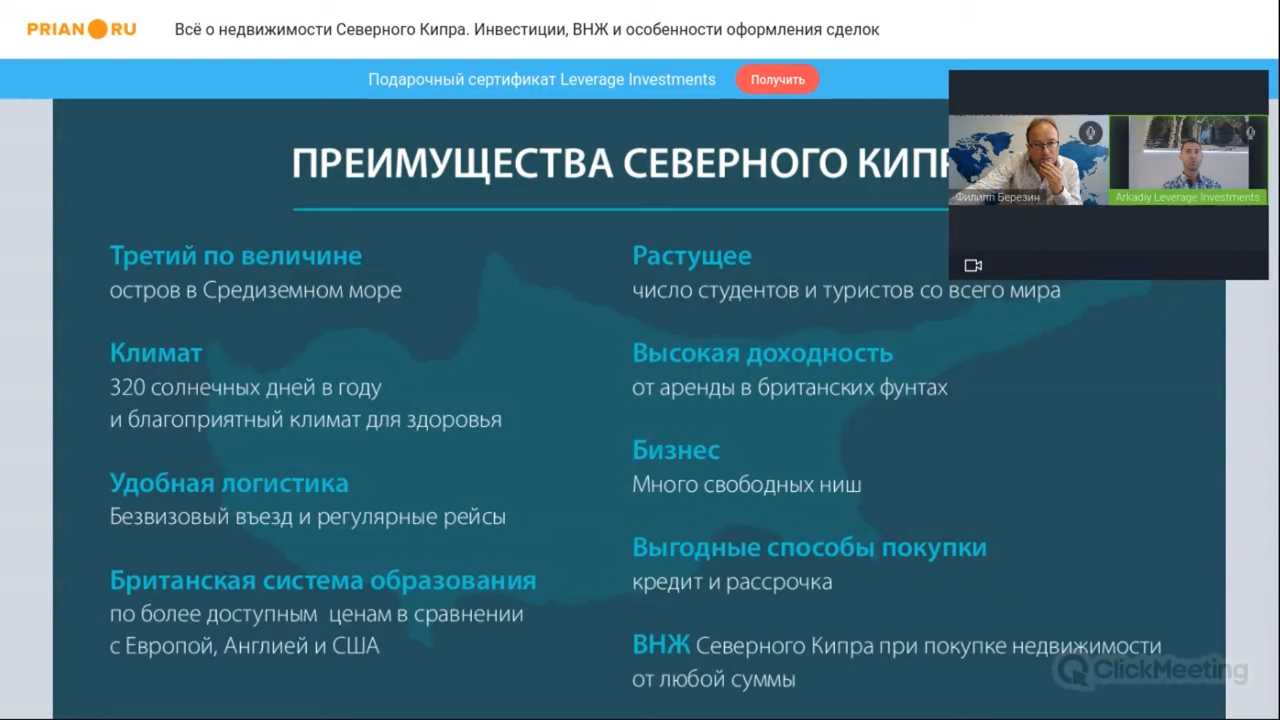 PRIAN RU
Всё о недвижимости Северного Кипра. Инвестиции, ВНЖ и особенности оформления сделок
Подарочный сертификат Leverage Investments
Получить
ПРЕИМУЩЕСТВА СЕВЕРНОГО КИПР
Филипп Березин
Arkadiy Leverage Investments
Третий по величине
остров в Средиземном море
Климат
320 солнечных дней в году
и благоприятный климат для здоровья
Удобная логистика
Безвизовый въезд и регулярные рейсы
Британская система образования
по более доступным ценам в сравнении
с Европой, Англией и США
Растущее
число студентов и туристов со всего мира
Высокая доходность
от аренды в британских фунтах
Бизнес
Много свободных ниш
Выгодные способы покупки
кредит и рассрочка
ВНЖ Северного Кипра при покупке недвижимости
от любой суммы
ClickMeeting